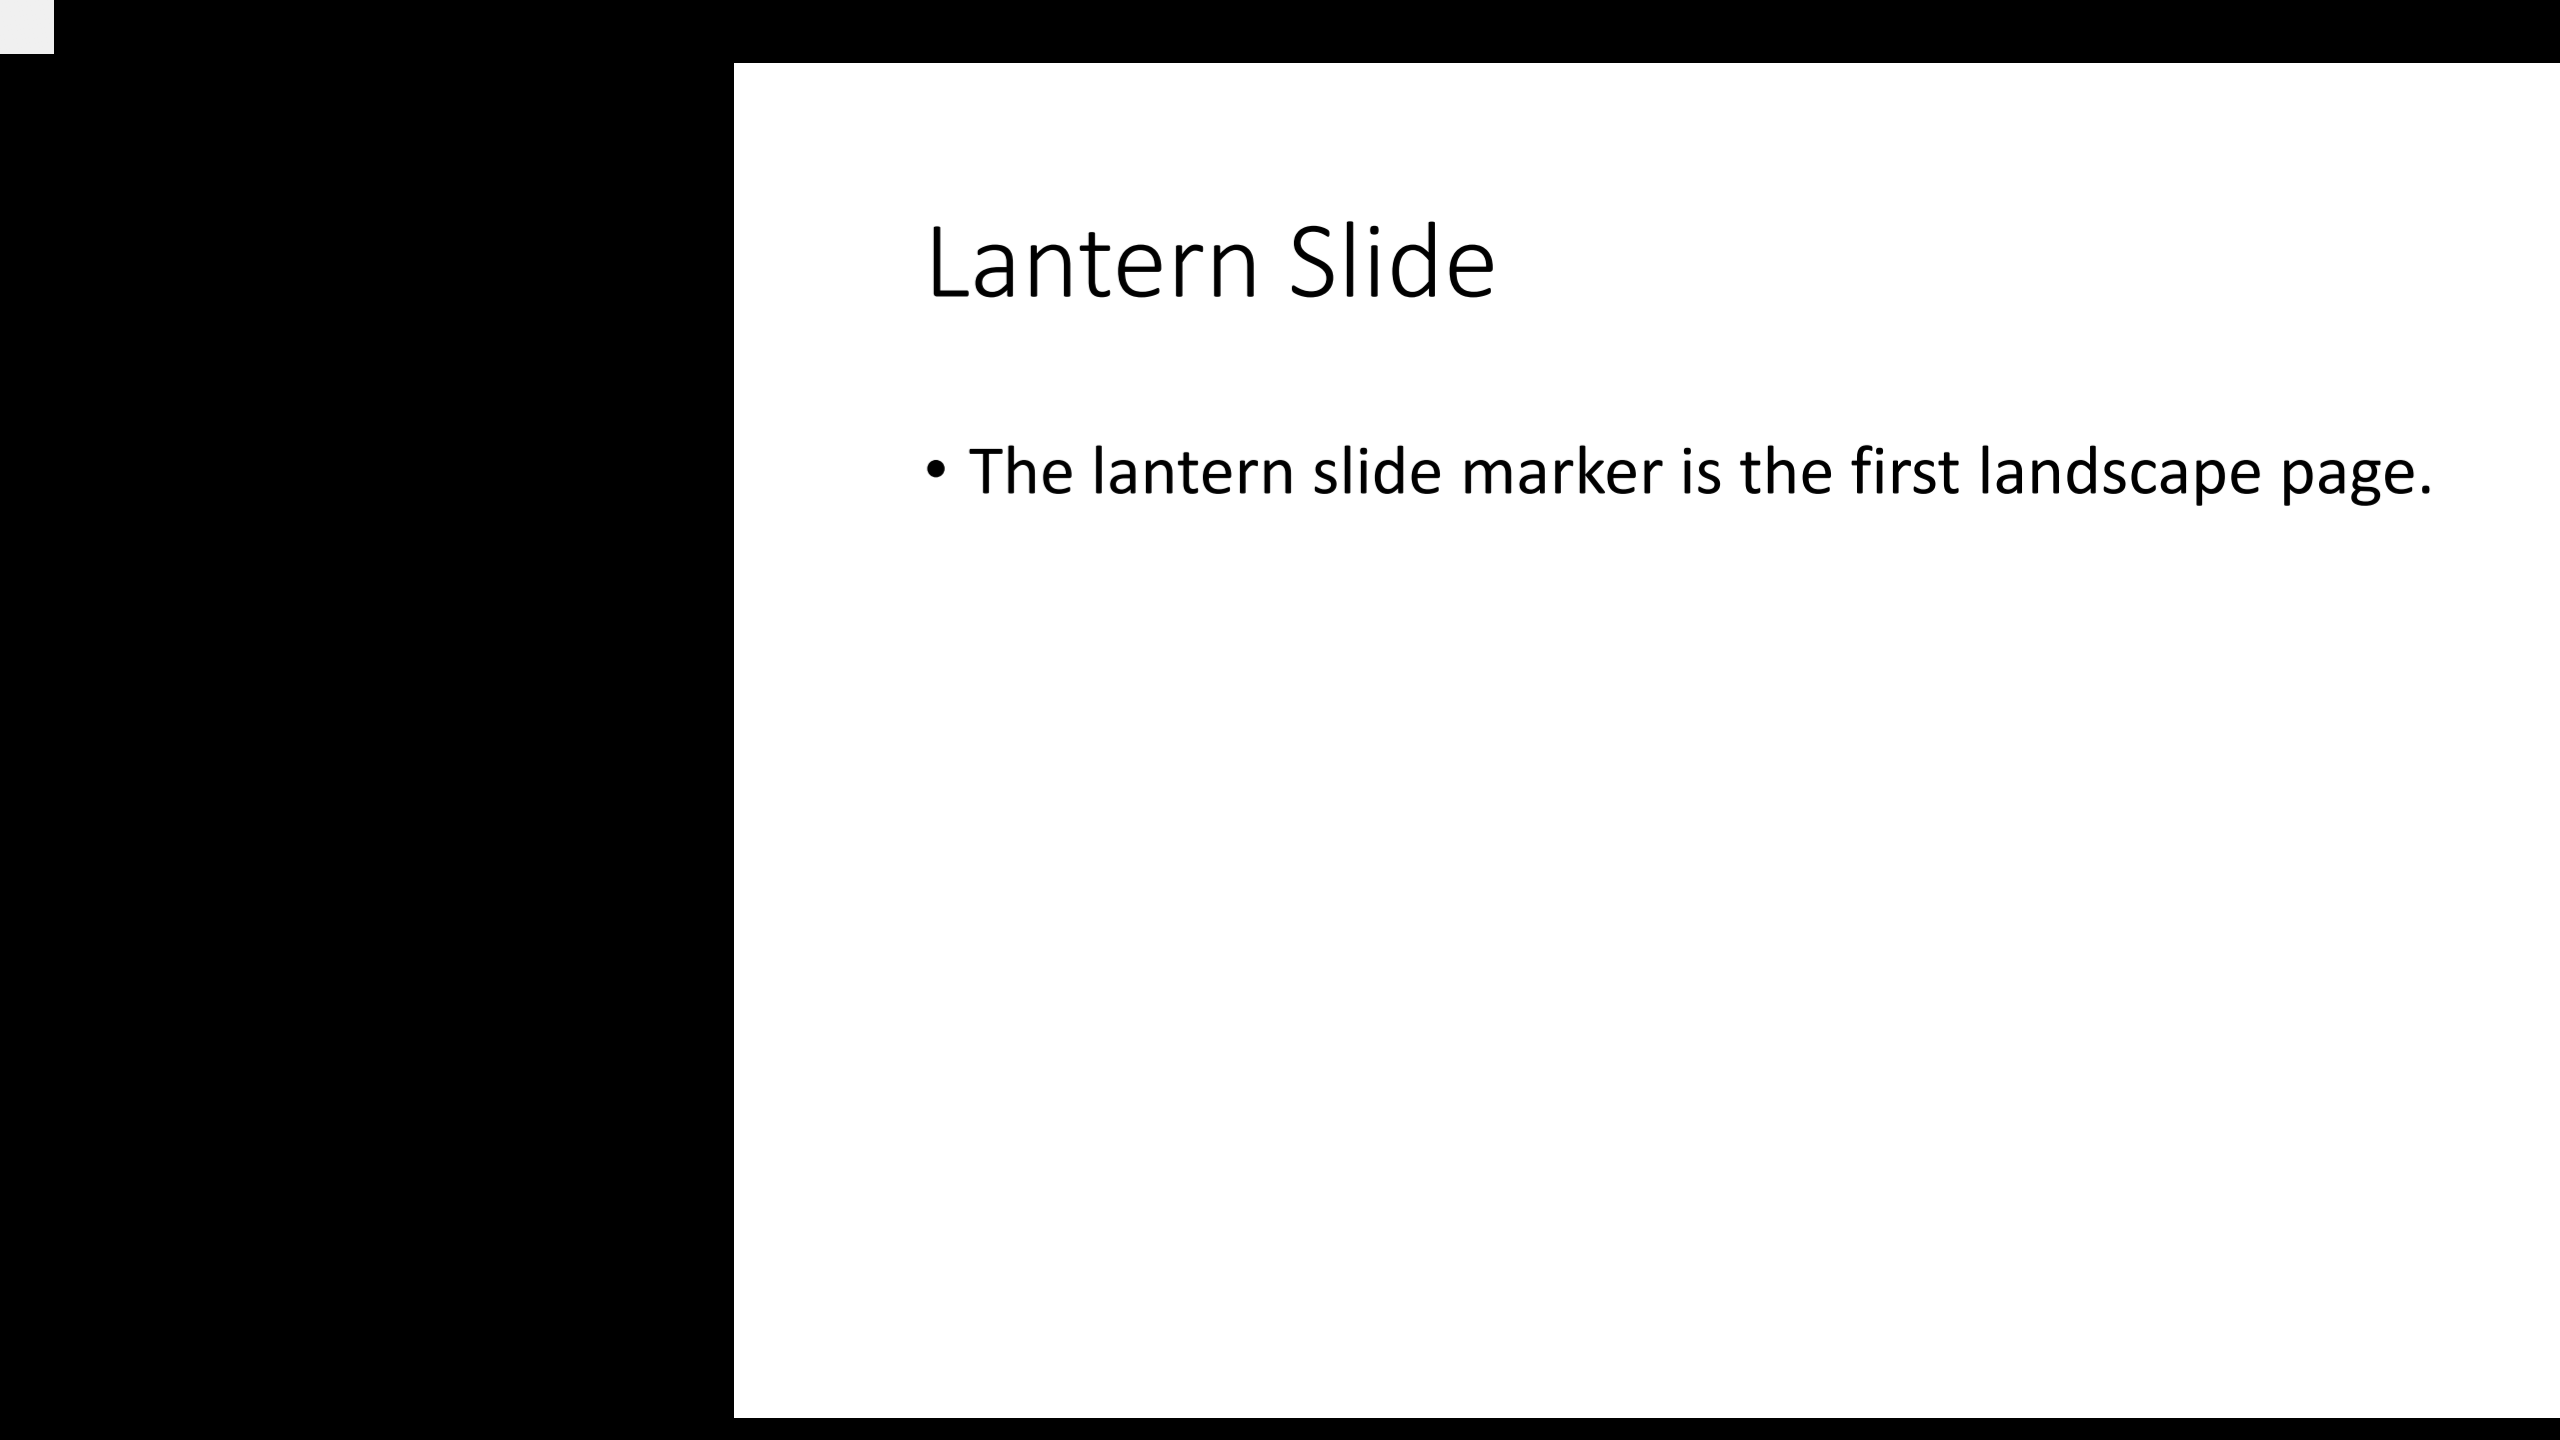 Lantern Slide
• The lantern slide marker is the first landscape page.